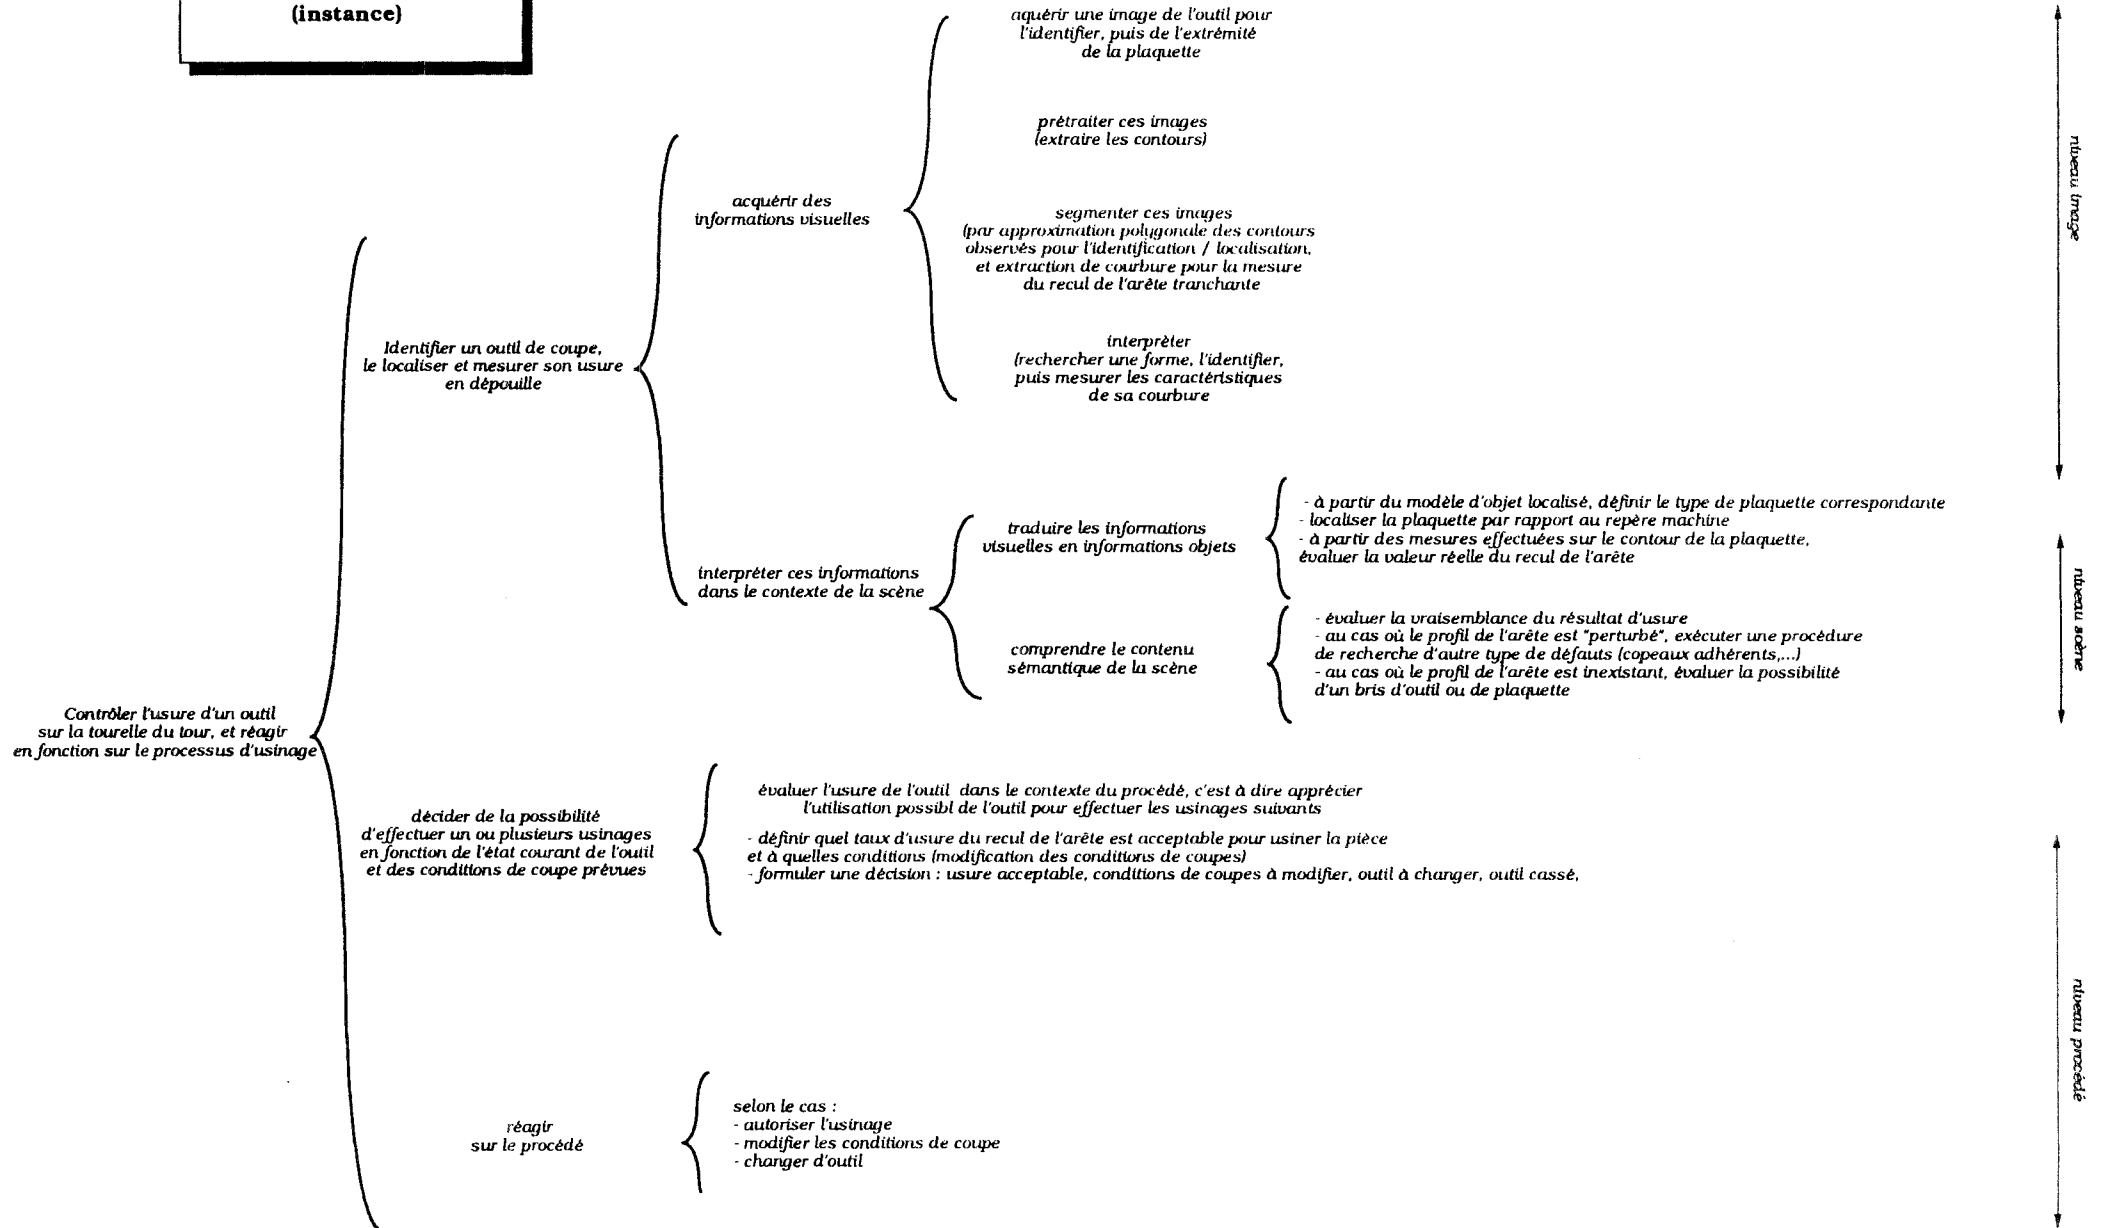 (instance)
aquérir une image de l'outil pour
l'identifier, puis de l'extrémité
de la plaquette
prétraiter ces images
(extraire les contours)
acquérir des
informations visuelles
segmenter ces images
(par approximation polygonale des contours
observés pour l'identification / localisation,
et extraction de courbure pour la mesure
du recul de l'arête tranchante
interpréter
(rechercher une forme, l'identifier,
puis mesurer les caractéristiques
de sa courbure
niveau image
Identifier un outil de coupe,
le localiser et mesurer son usure
en dépouille
traduire les informations
visuelles en informations objets
- à partir du modèle d'objet localisé, définir le type de plaquette correspondante
- localiser la plaquette par rapport au repère machine
- à partir des mesures effectuées sur le contour de la plaquette,
évaluer la valeur réelle du recul de l'arête
interpréter ces informations
dans le contexte de la scène
comprendre le contenu
sémantique de la scène
- évaluer la vraisemblance du résultat d'usure
- au cas où le profil de l'arête est "perturbé", exécuter une procédure
de recherche d'autre type de défauts (copeaux adhérents,...)
- au cas où le profil de l'arête est inexistant, évaluer la possibilité
d'un bris d'outil ou de plaquette
niveau scène
Contrôler l'usure d'un outil
sur la tourelle du tour, et réagir
en fonction sur le processus d'usinage
décider de la possibilité
d'effectuer un ou plusieurs usinages
en fonction de l'état courant de l'outil
et des conditions de coupe prévues
évaluer l'usure de l'outil dans le contexte du procédé, c'est à dire apprécier
l'utilisation possibl de l'outil pour effectuer les usinages suivants
- définir quel taux d'usure du recul de l'arête est acceptable pour usiner la pièce
et à quelles conditions (modification des conditions de coupes)
- formuler une décision : usure acceptable, conditions de coupes à modifier, outil à changer, outil cassé,
niveau procédé
réagir
sur le procédé
selon le cas :
- autoriser l'usinage
- modifier les conditions de coupe
- changer d'outil